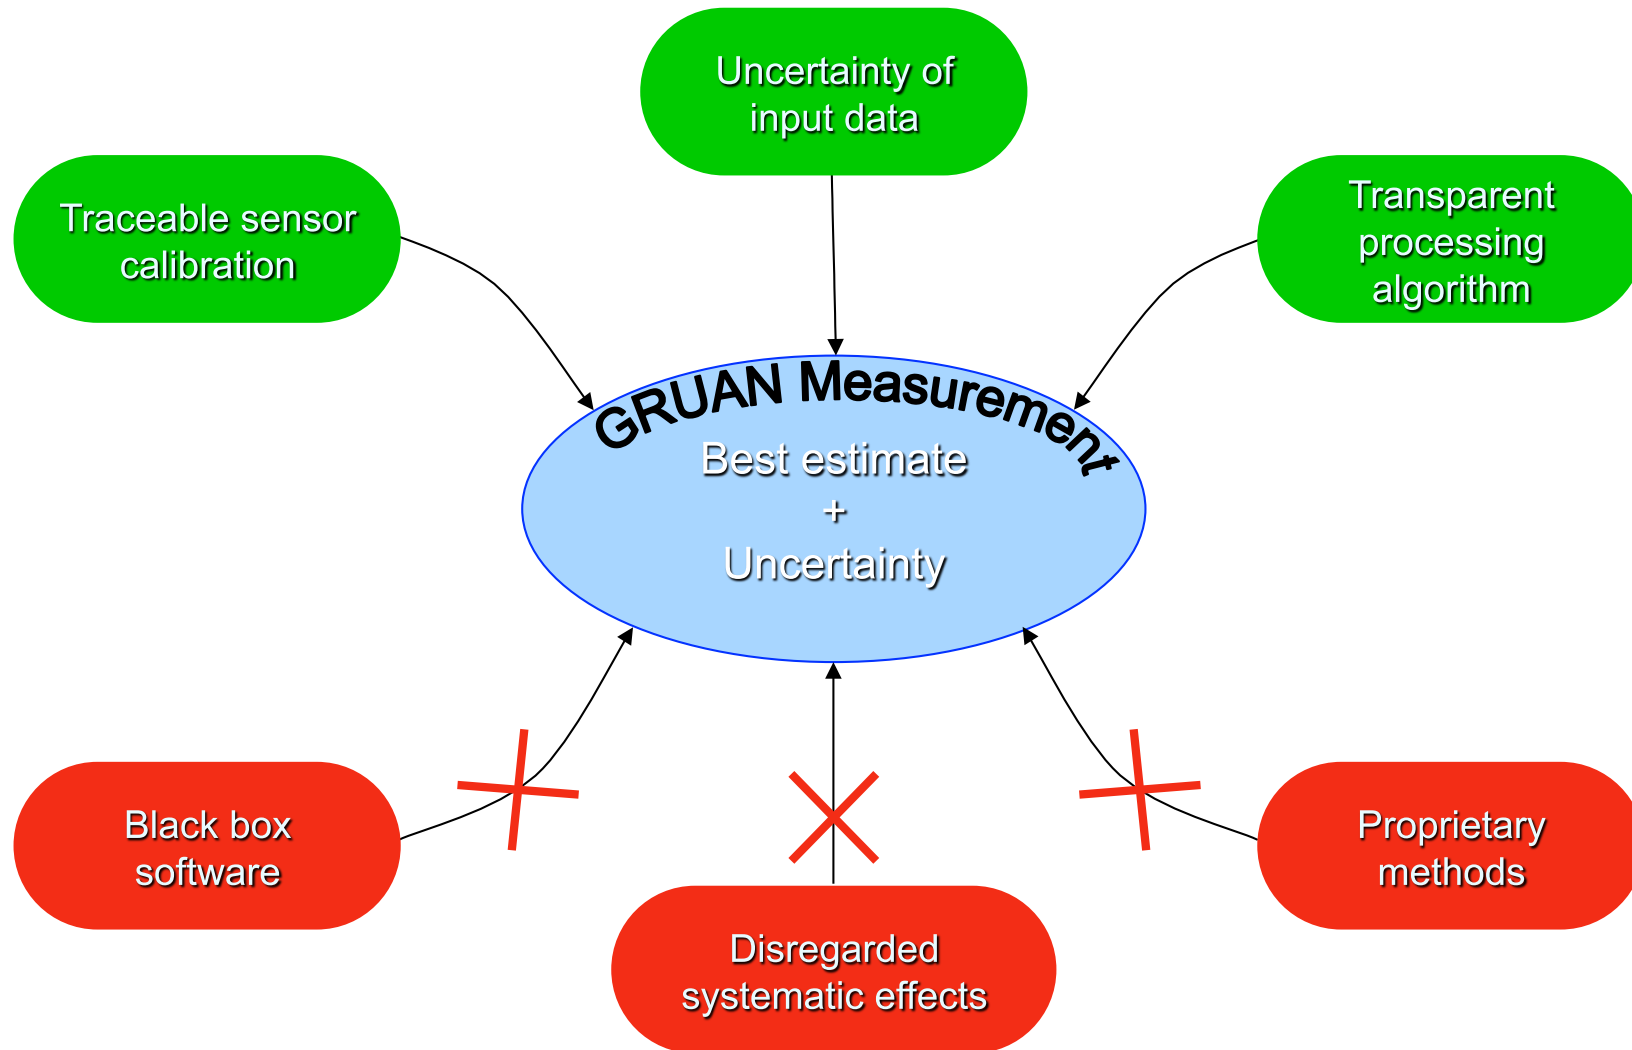 Uncertainty of
input data
Traceable sensor
calibration
Transparent
processing
algorithm
GRUAN Measurement
Best estimate
+
Uncertainty
Black box
software
Proprietary
methods
Disregarded
systematic effects